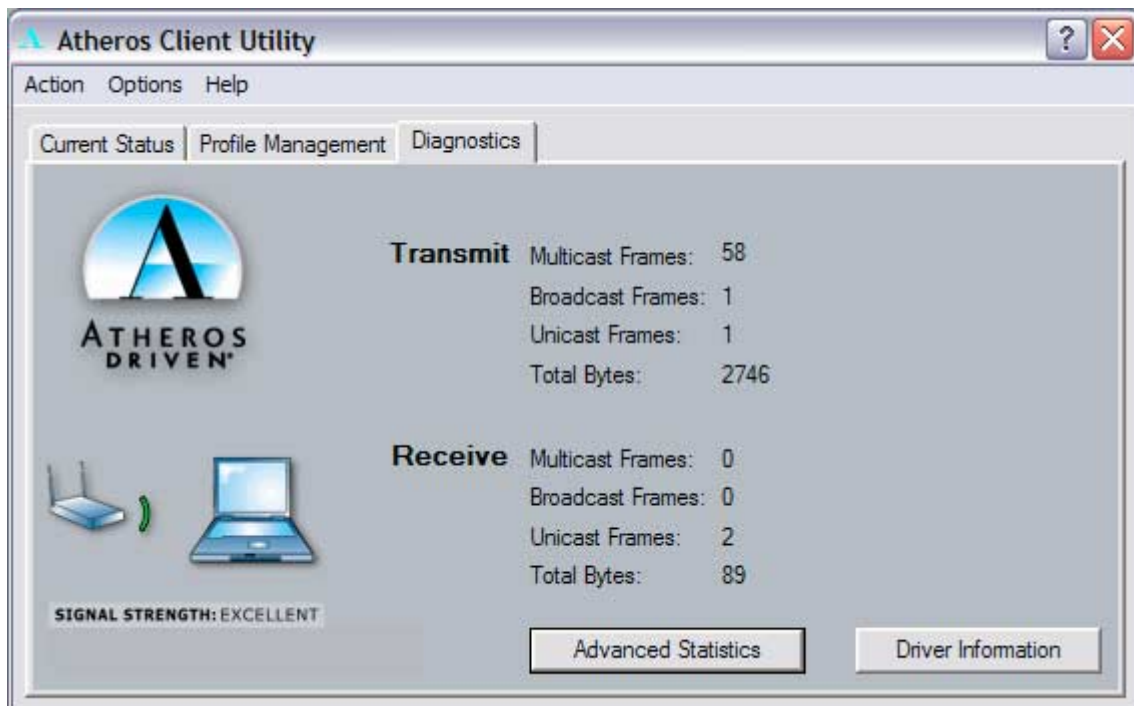 Atheros Client Utility
Action Options Help
Current Status Profile Management Diagnostics
ATHEROS
DRIVEN®
Transmit Multicast Frames: 58
Broadcast Frames: 1
Unicast Frames: 1
Total Bytes: 2746
Receive Multicast Frames: 0
Broadcast Frames: 0
Unicast Frames: 2
Total Bytes: 89
SIGNAL STRENGTH: EXCELLENT
Advanced Statistics Driver Information